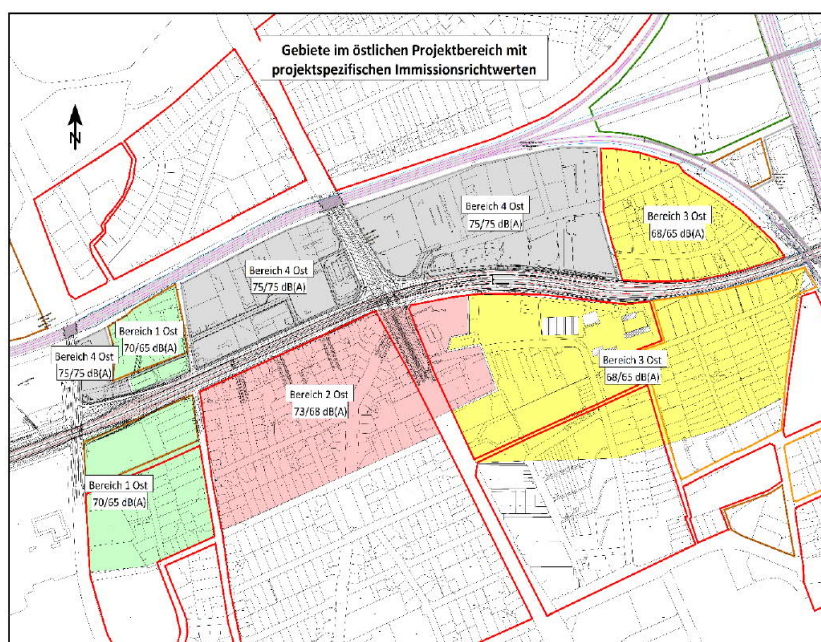 Gebiete im östlichen Projektbereich mit
projektspezifischen Immissionsrichtwerten
N
Bereich 4 Ost
75/75 dB(A)
Bereich 3 Ost
68/65 dB(A)
Bereich 4 Ost
75/75 dB(A)
Bereich 1 Ost
70/65 dB(A)
Bereich 4 Ost
75/75 dB(A)
Bereich 3 Ost
68/65 dB(A)
Bereich 2 Ost
73/68 dB(A)
Bereich 1 Ost
70/65 dB(A)